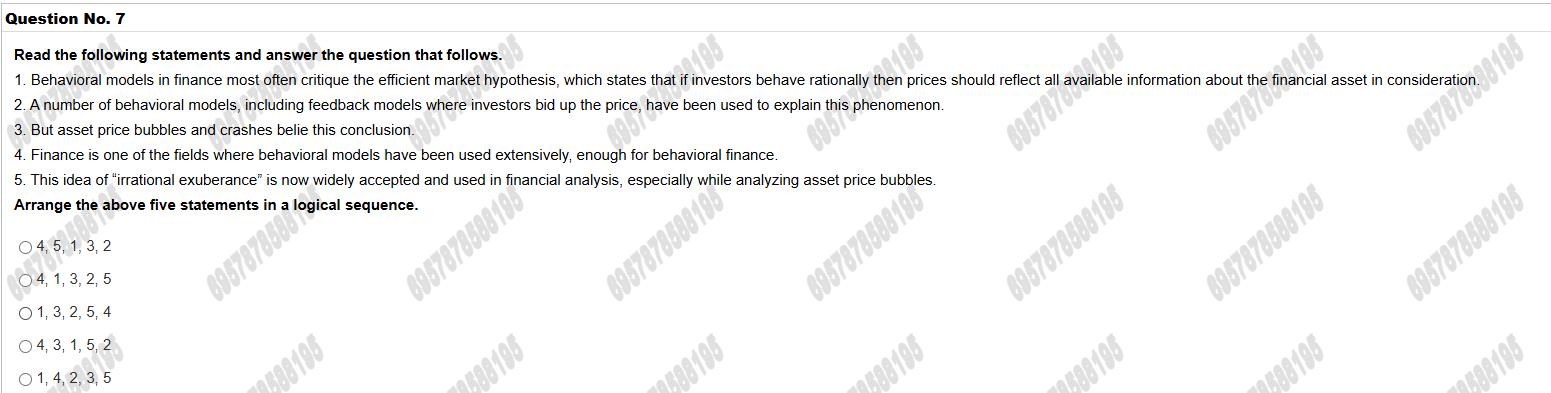 Question No. 7
Read the following statements and answer the question that follows.
1. Behavioral models in finance most often critique the efficient market hypothesis, which states that if investors behave rationally then prices should reflect all available information about the financial asset in consideration.
2. A number of behavioral models, including feedback models where investors bid up the price, have been used to explain this phenomenon.
3. But asset price bubbles and crashes belie this conclusion.
4. Finance is one of the fields where behavioral models have been used extensively, enough for behavioral finance.
5. This idea of “irrational exuberance” is now widely accepted and used in financial analysis, especially while analyzing asset price bubbles.
Arrange the above five statements in a logical sequence.
4, 5, 1, 3, 2
4, 1, 3, 2, 5
1, 3, 2, 5, 4
4, 3, 1, 5, 2
1, 4, 2, 3, 5